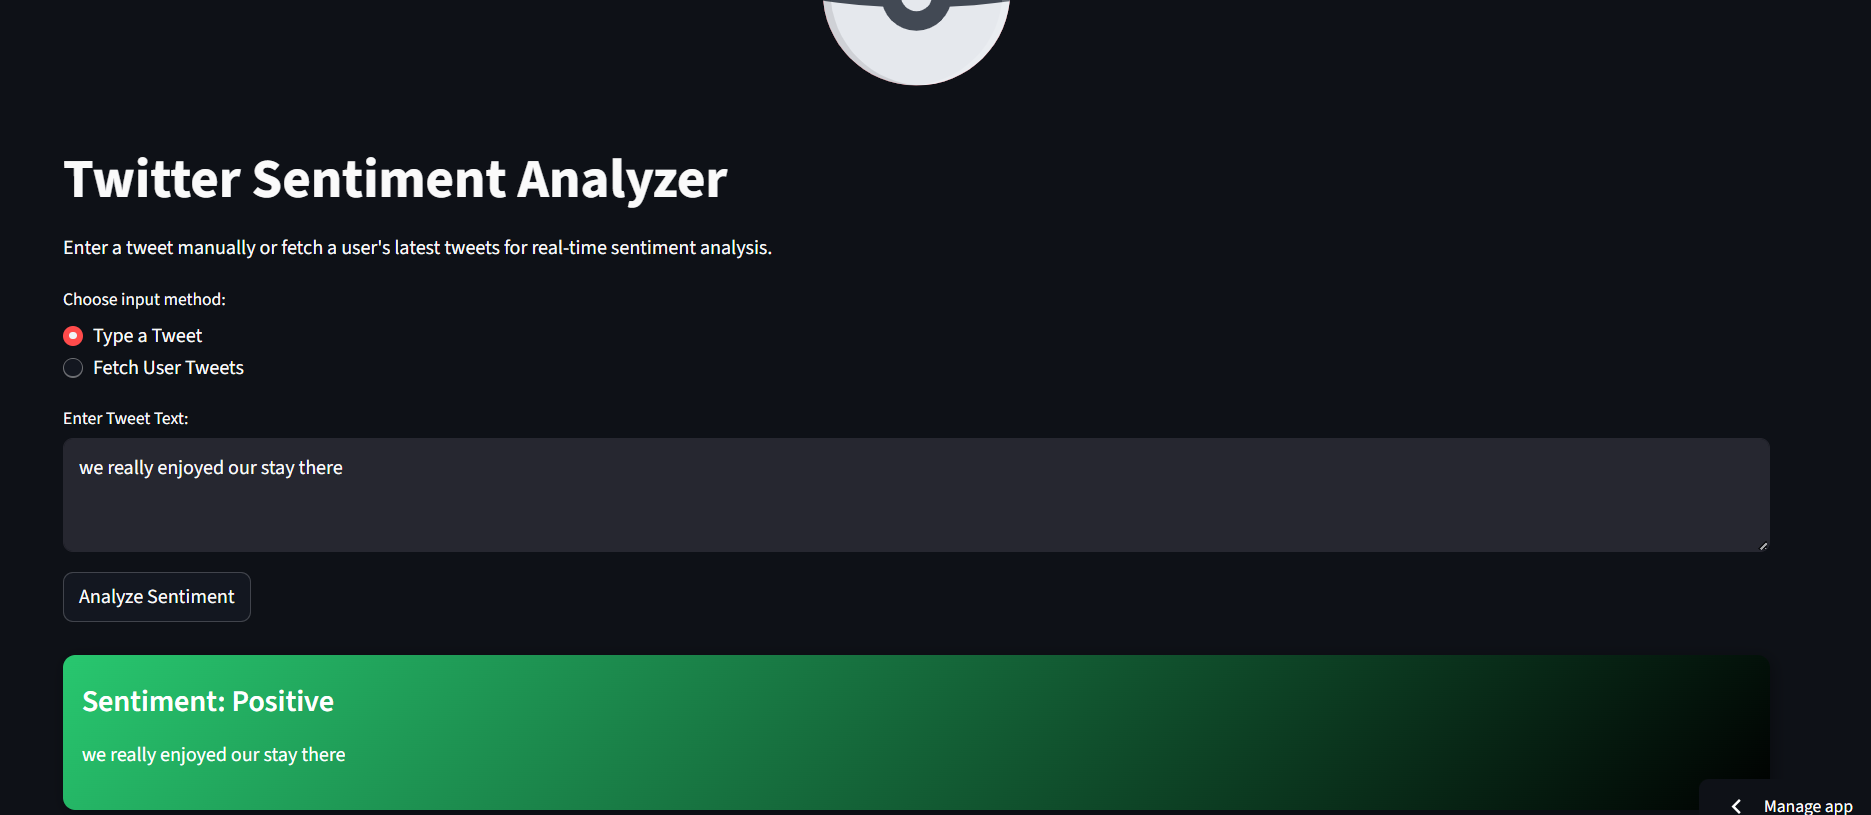 Twitter Sentiment Analyzer
Enter a tweet manually or fetch a user's latest tweets for real-time sentiment analysis.
Choose input method:
Type a Tweet
Fetch User Tweets
Enter Tweet Text:
we really enjoyed our stay there
Analyze Sentiment
Sentiment: Positive
we really enjoyed our stay there
Manage app